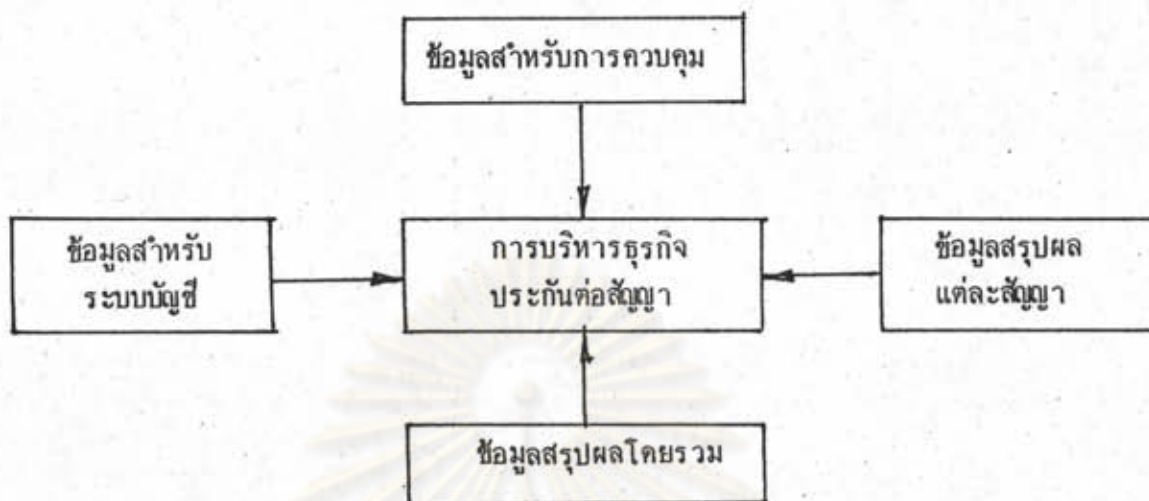 ข้อมูลสำหรับการควบคุม
ข้อมูลสำหรับ
ระบบบัญชี
การบริหารธุรกิจ
ประกันต่อสัญญา
ข้อมูลสรุปผล
แต่ละสัญญา
ข้อมูลสรุปผลโดยรวม